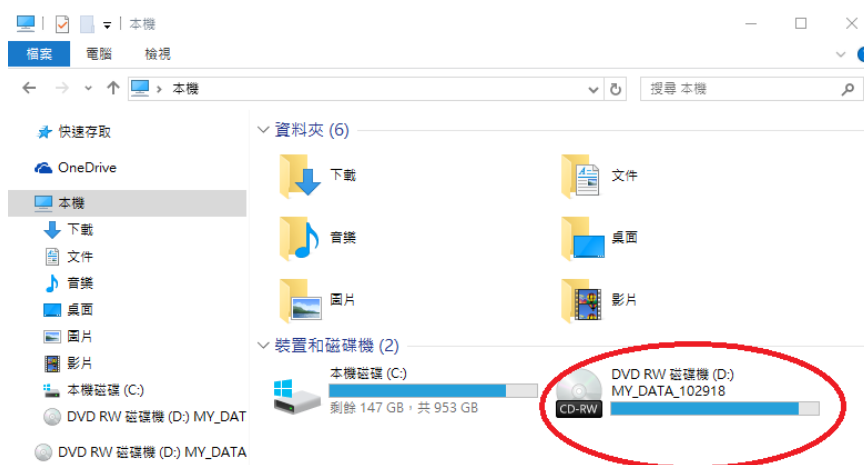 本機
檔案 電腦 檢視
本機 搜尋 本機
快速存取
OneDrive
本機
下載
文件
音樂
桌面
圖片
影片
本機磁碟 (C:)
DVD RW 磁碟機 (D:) MY_DAT
DVD RW 磁碟機 (D:) MY_DATA
資料夾 (6)
下載
文件
音樂
桌面
圖片
影片
裝置和磁碟機 (2)
本機磁碟 (C:)
剩餘 147 GB,共 953 GB
DVD RW 磁碟機 (D:)
MY_DATA_102918
CD-RW